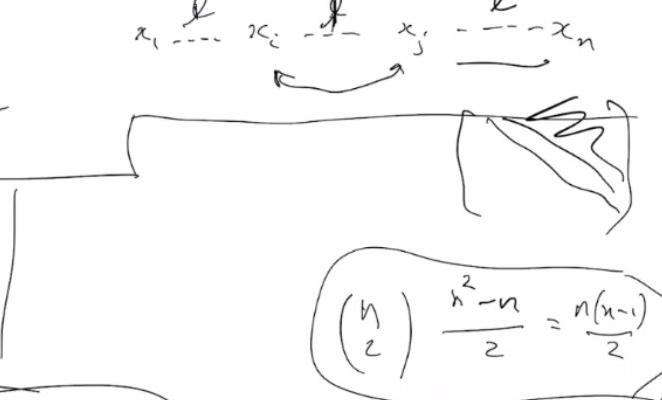 x₁ ---- xᵢ ---- xⱼ ----- xₙ
(n 2) n²-n/2 = n(n-1)/2